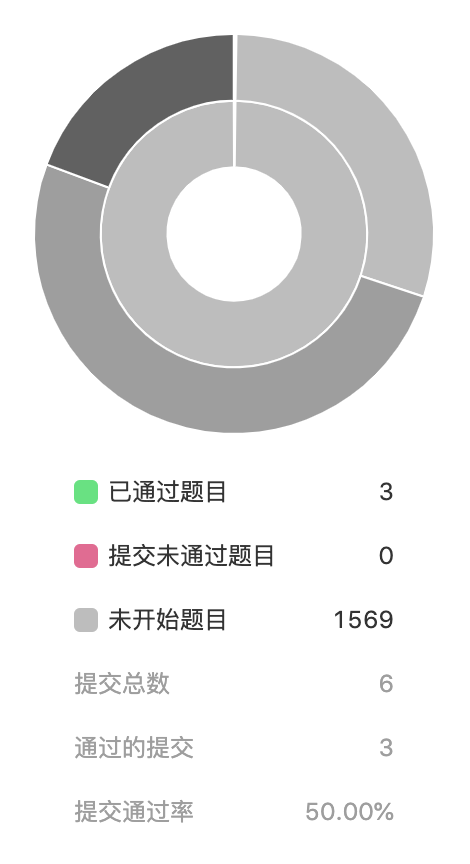 已通过题目 3
提交未通过题目 0
未开始题目 1569
提交总数 6
通过的提交 3
提交通过率 50.00%